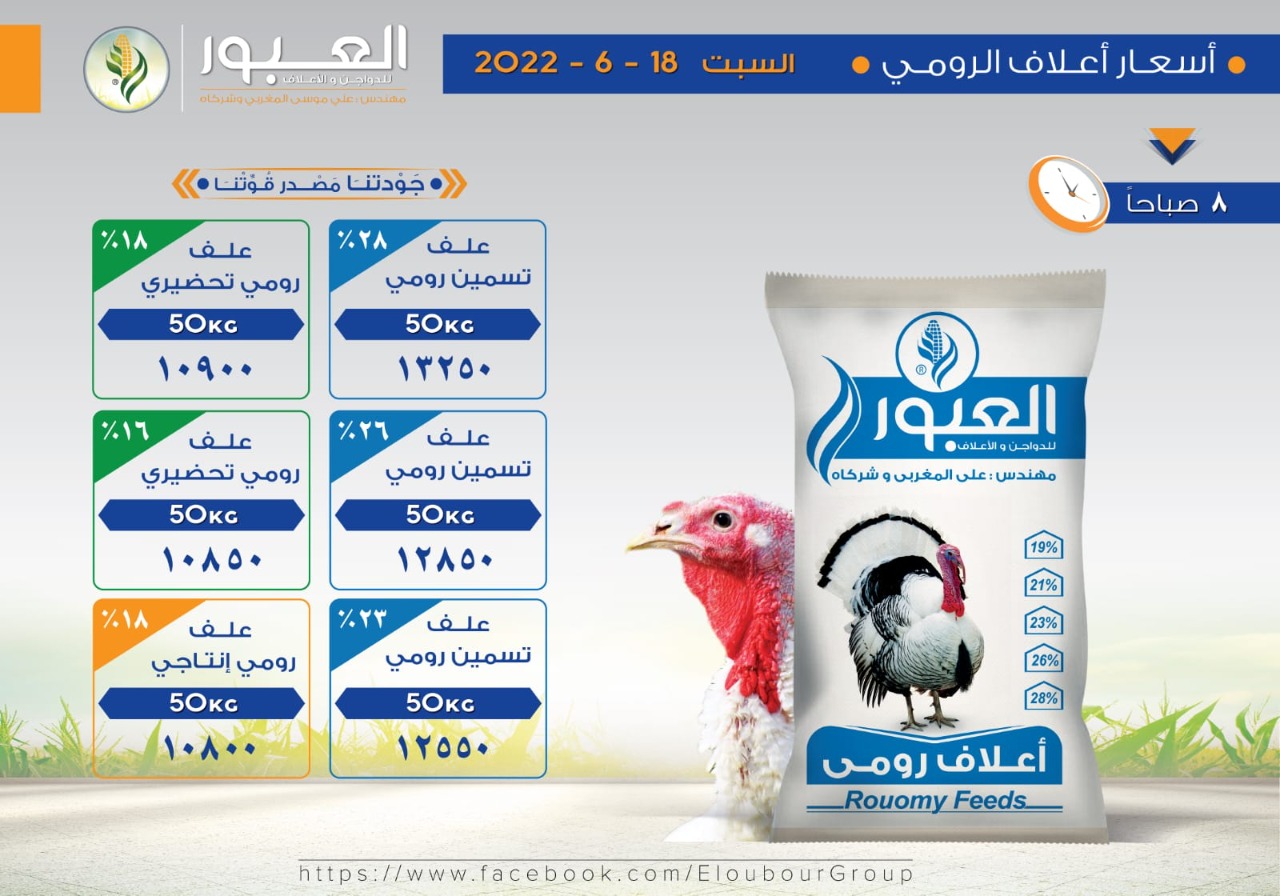 أسعار أعلاف الرومي
السبت 18 - 6 - 2022
العبور
للدواجن و الأعلاف
مهندس : علي موسى المغربي وشركاه
®
٨ صباحاً
جَوْدتنَا مَصْدر قُوَّتْنَا
٢٨٪
علف
تسمين رومي
50KG
١٣٢٥٠
١٨٪
علف
رومي تحضيري
50KG
١٠٩٠٠
٢٦٪
علف
تسمين رومي
50KG
١٢٨٥٠
١٦٪
علف
رومي تحضيري
50KG
١٠٨٥٠
٢٣٪
علف
تسمين رومي
50KG
١٢٥٥٠
١٨٪
علف
رومي إنتاجي
50KG
١٠٨٠٠
®
العبور
للدواجن و الأعلاف
مهندس : على المغربى و شركاه
19%
21%
23%
26%
28%
أعلاف رومى
Rouomy Feeds
https://www.facebook.com/EloubourGroup